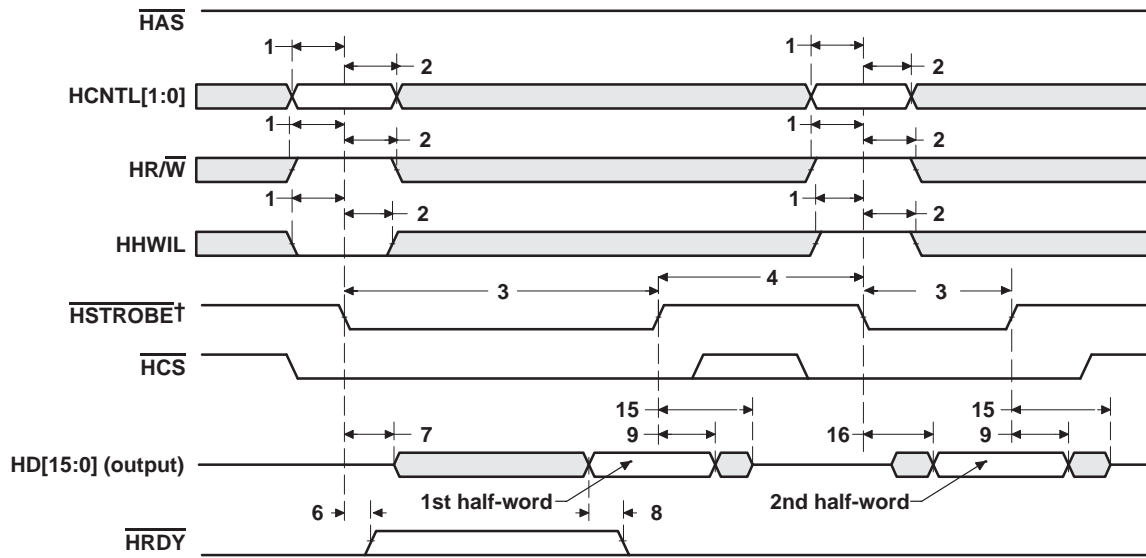 HAS
1
2
1
2
HCNTL[1:0]
1
2
1
2
HR/W
1
2
1
2
HHWIL
3
4
3
HSTROBE†
HCS
7
15
9
16
15
9
HD[15:0] (output)
1st half-word
2nd half-word
6
8
HRDY